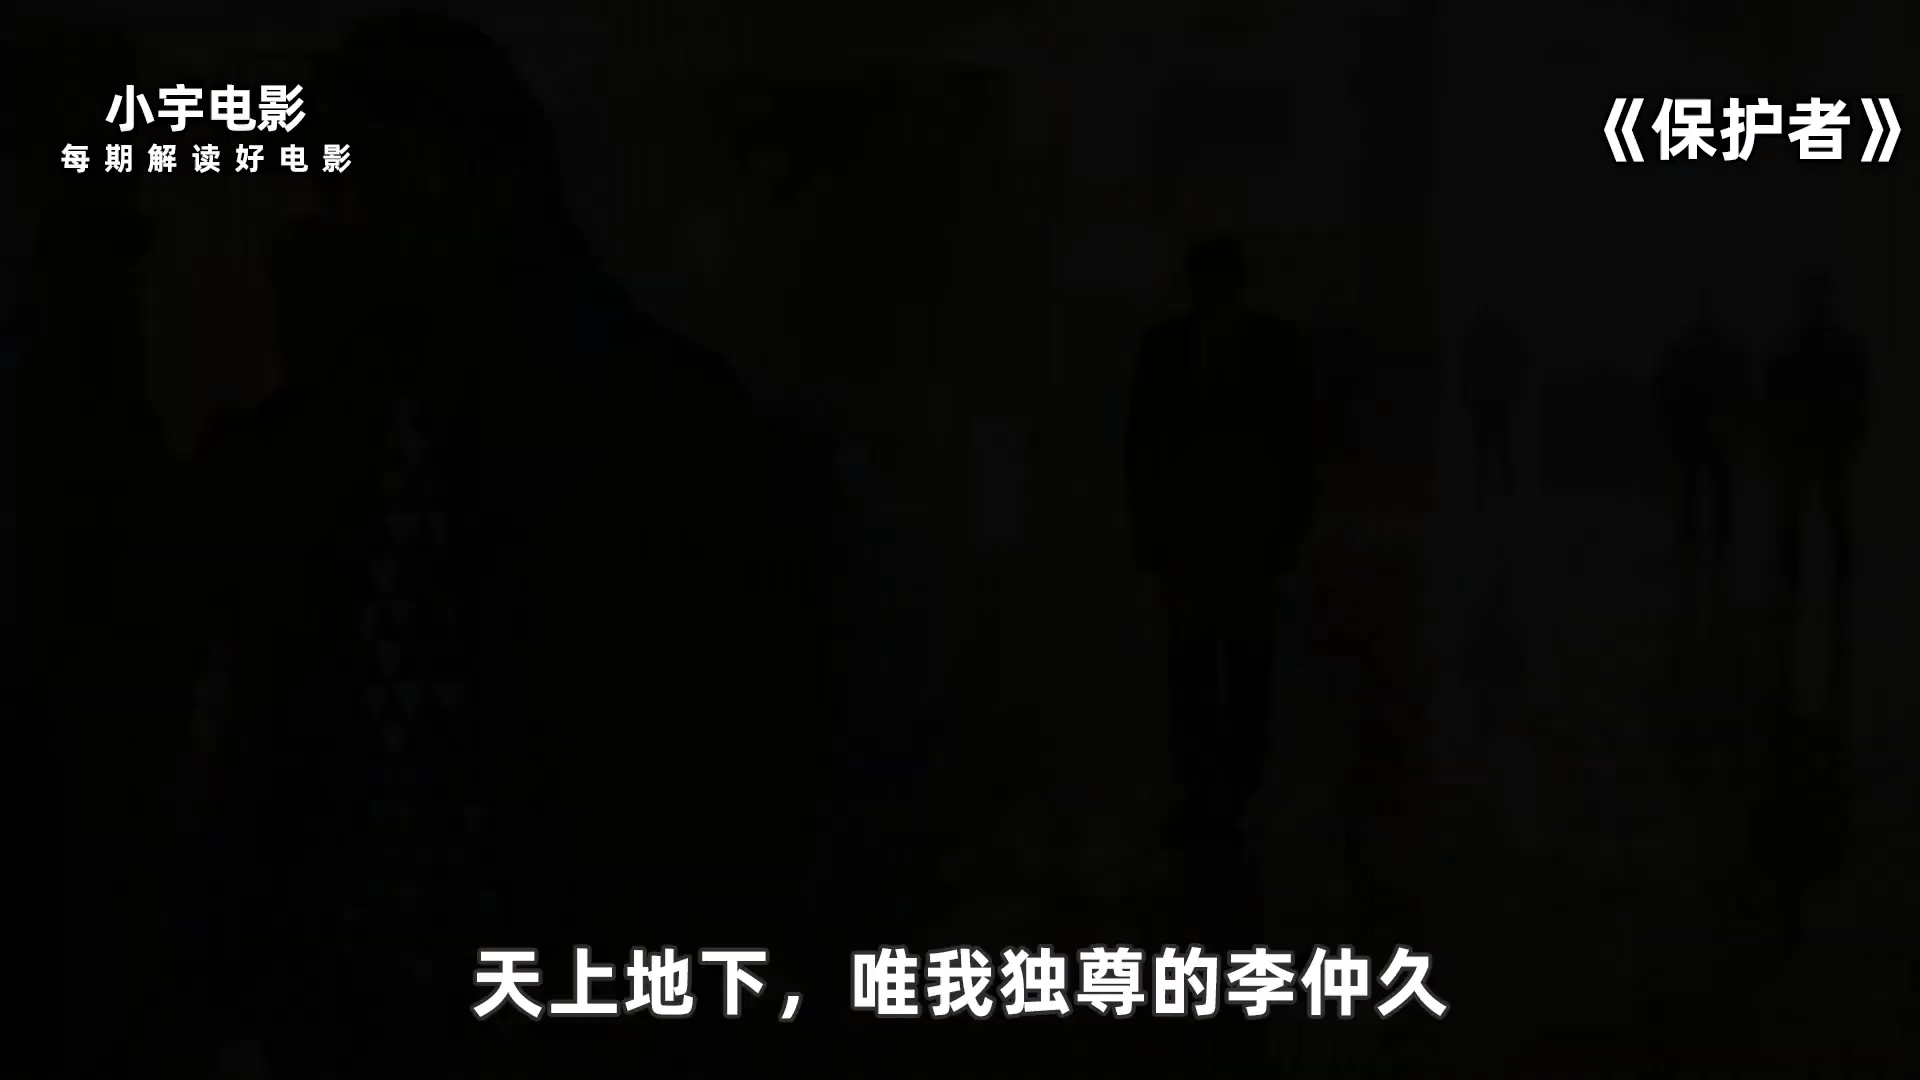 小宇电影
每期解读好电影
《保护者》
天上地下，唯我独尊的李仲久